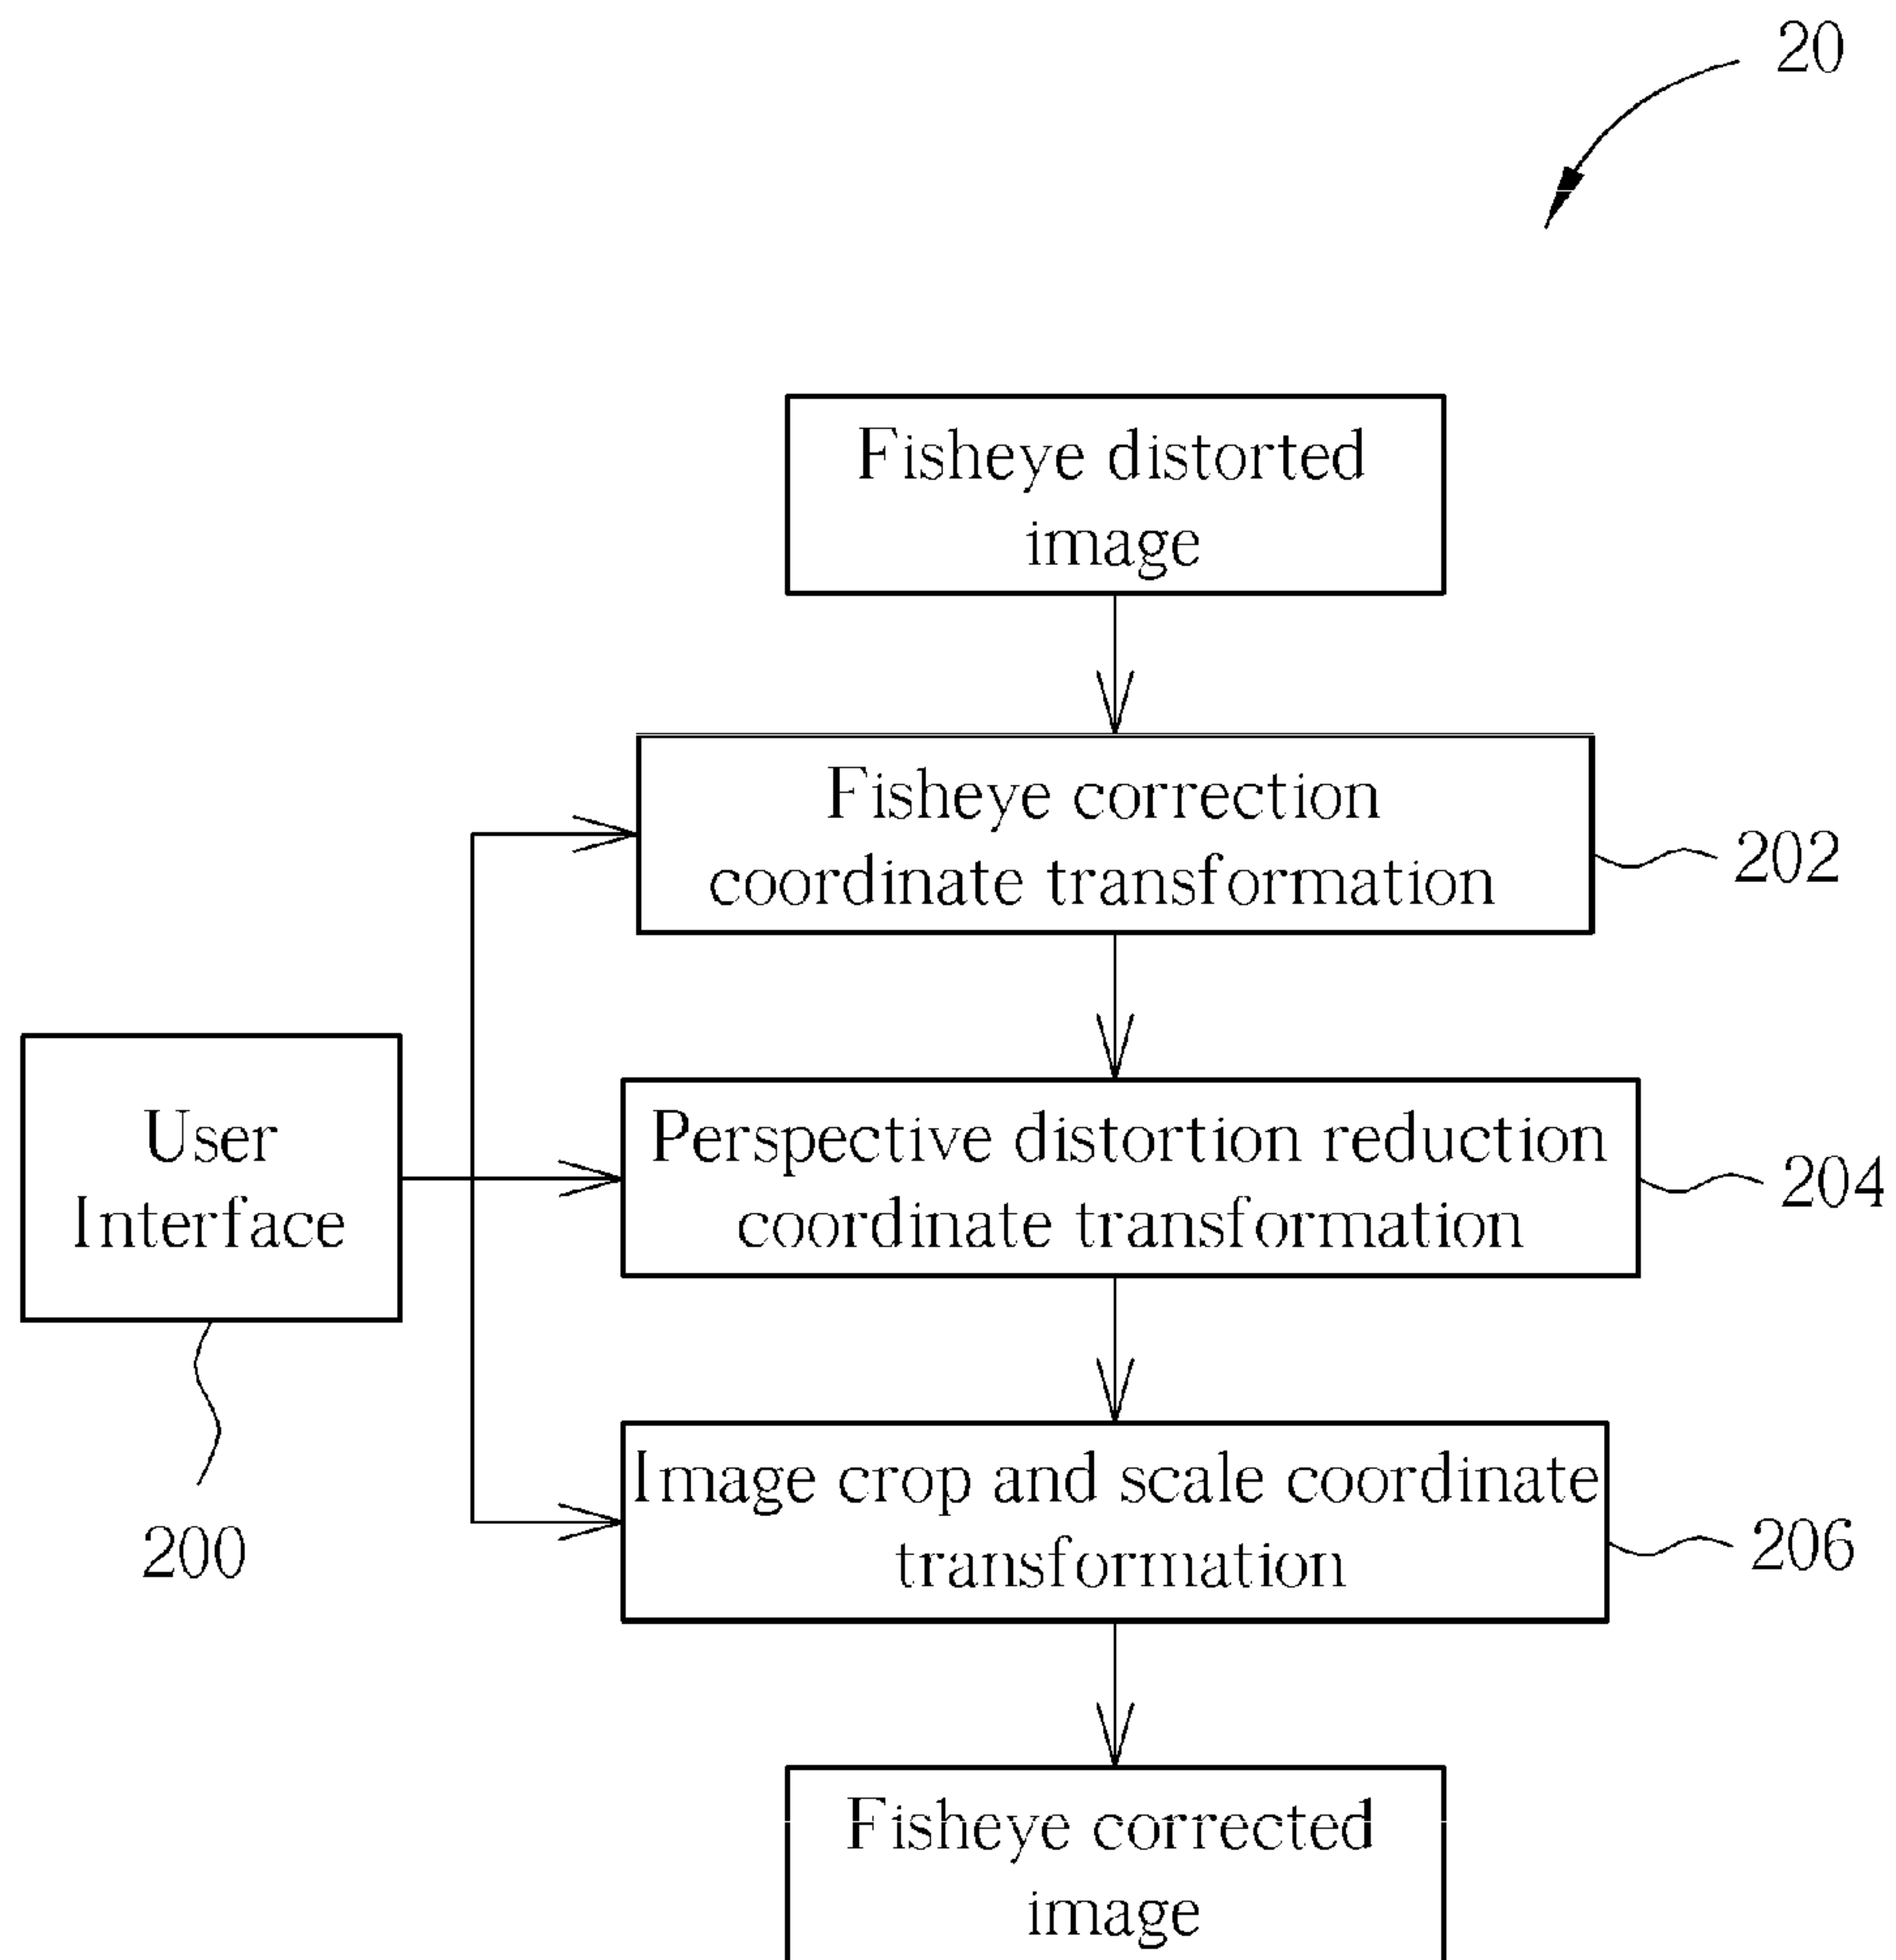 20
Fisheye distorted
image
Fisheye correction
coordinate transformation
202
User
Interface
Perspective distortion reduction
coordinate transformation
204
200
Image crop and scale coordinate
transformation
206
Fisheye corrected
image